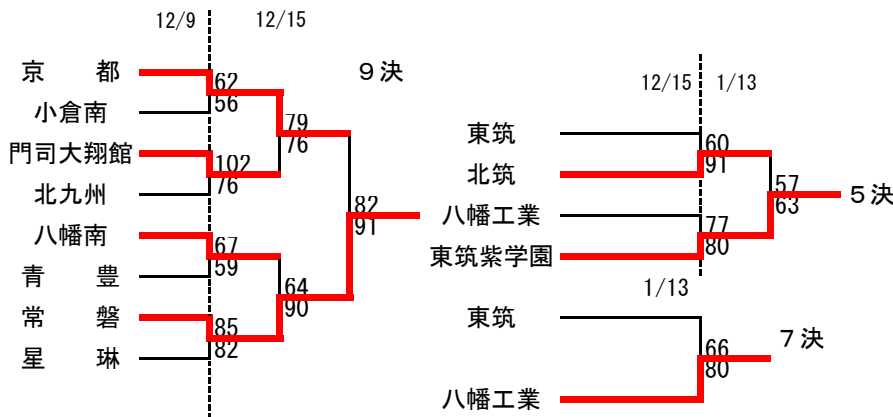 12/9
12/15
9決
京 都
62
56
小倉南
79
76
門司大翔館
102
76
北九州
82
91
八幡南
67
59
青 豊
64
90
常 磐
85
82
星 琳
12/15
1/13
東筑
60
91
北筑
57
63
5決
八幡工業
77
80
東筑紫学園
1/13
東筑
66
80
7決
八幡工業